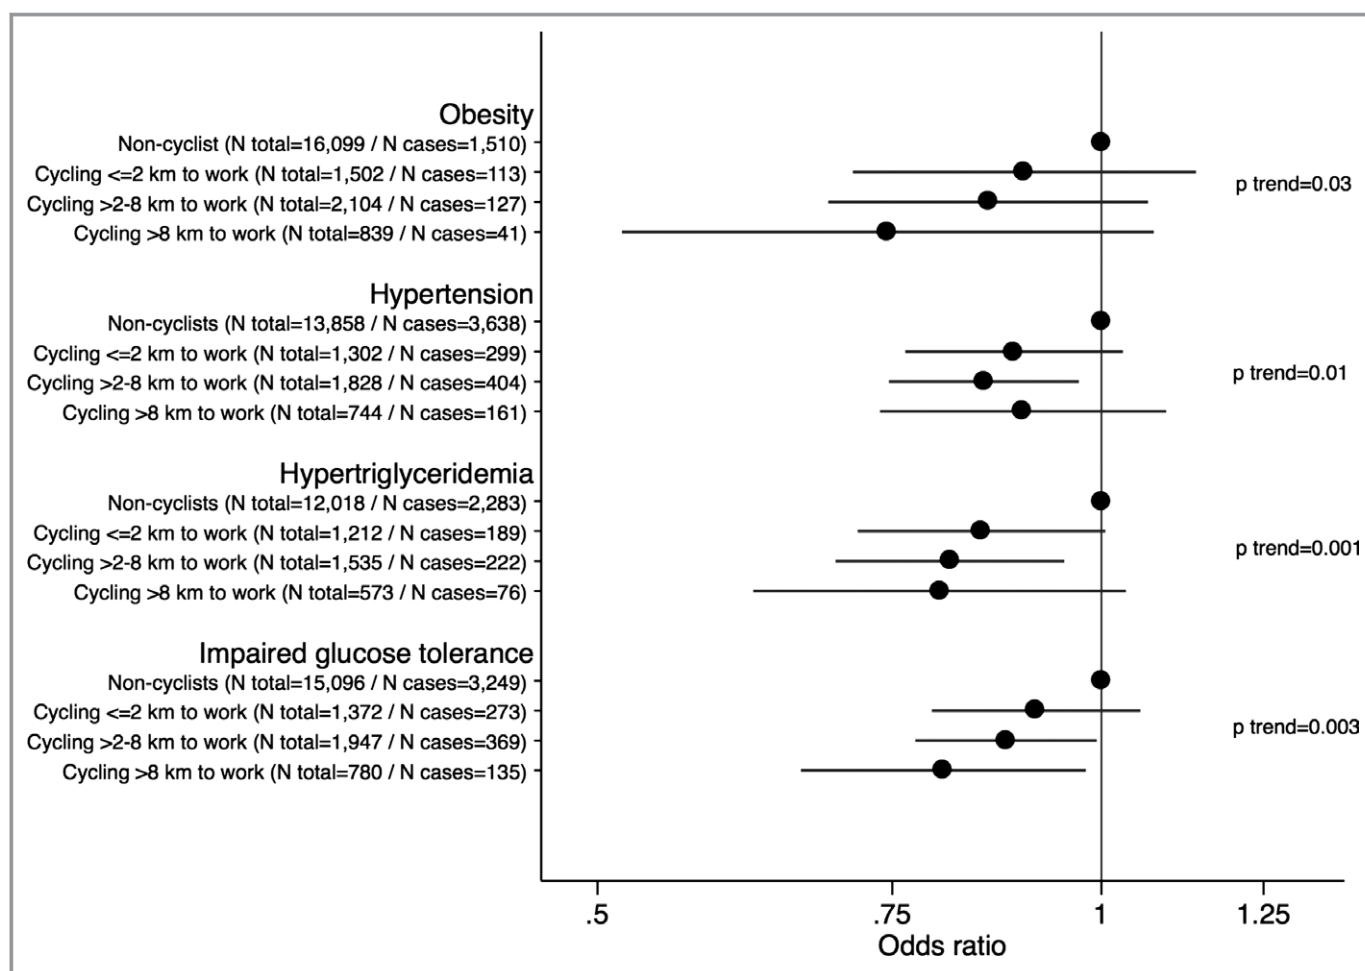 Obesity
Non-cyclist (N total=16,099 / N cases=1,510)
Cycling <=2 km to work (N total=1,502 / N cases=113)
p trend=0.03
Cycling >2-8 km to work (N total=2,104 / N cases=127)
Cycling >8 km to work (N total=839 / N cases=41)
Hypertension
Non-cyclists (N total=13,858 / N cases=3,638)
Cycling <=2 km to work (N total=1,302 / N cases=299)
p trend=0.01
Cycling >2-8 km to work (N total=1,828 / N cases=404)
Cycling >8 km to work (N total=744 / N cases=161)
Hypertriglyceridemia
Non-cyclists (N total=12,018 / N cases=2,283)
Cycling <=2 km to work (N total=1,212 / N cases=189)
p trend=0.001
Cycling >2-8 km to work (N total=1,535 / N cases=222)
Cycling >8 km to work (N total=573 / N cases=76)
Impaired glucose tolerance
Non-cyclists (N total=15,096 / N cases=3,249)
Cycling <=2 km to work (N total=1,372 / N cases=273)
p trend=0.003
Cycling >2-8 km to work (N total=1,947 / N cases=369)
Cycling >8 km to work (N total=780 / N cases=135)
.5 .75 1 1.25
Odds ratio